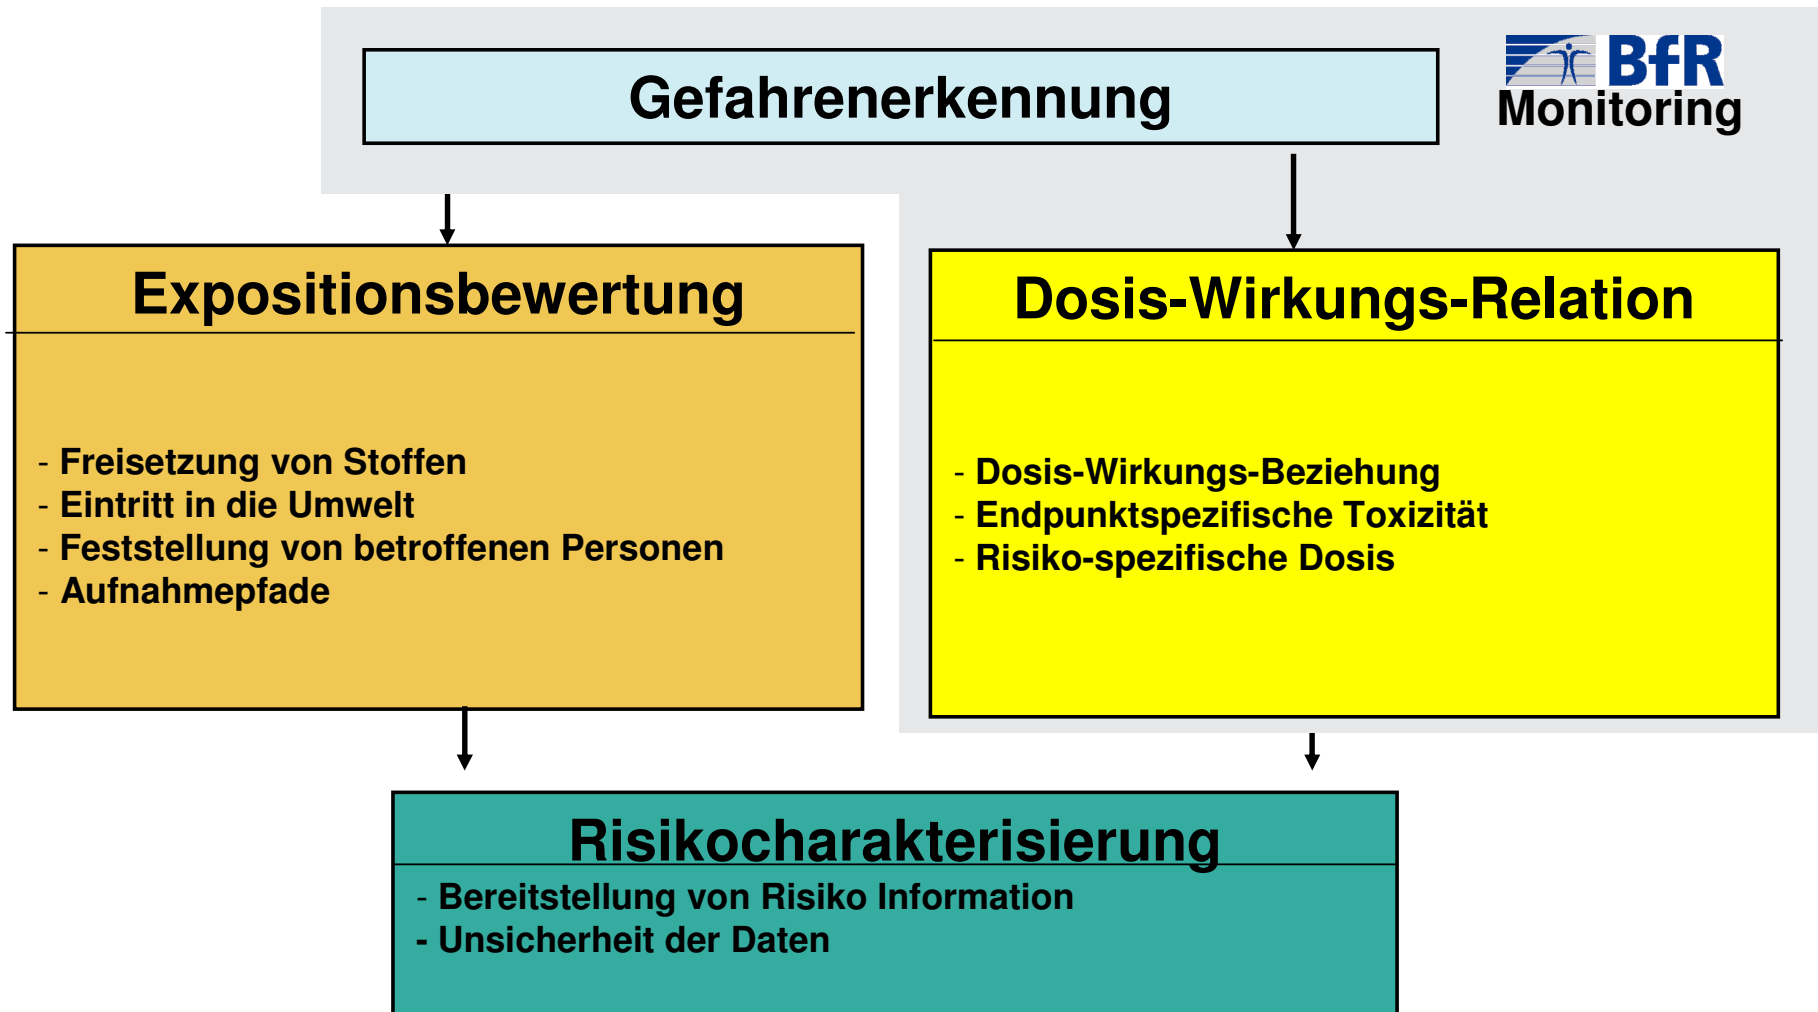 Gefahrenerkennung
BfR
Monitoring
Expositionsbewertung
- Freisetzung von Stoffen
- Eintritt in die Umwelt
- Feststellung von betroffenen Personen
- Aufnahmepfade
Dosis-Wirkungs-Relation
- Dosis-Wirkungs-Beziehung
- Endpunktspezifische Toxizität
- Risiko-spezifische Dosis
Risikocharakterisierung
- Bereitstellung von Risiko Information
- Unsicherheit der Daten